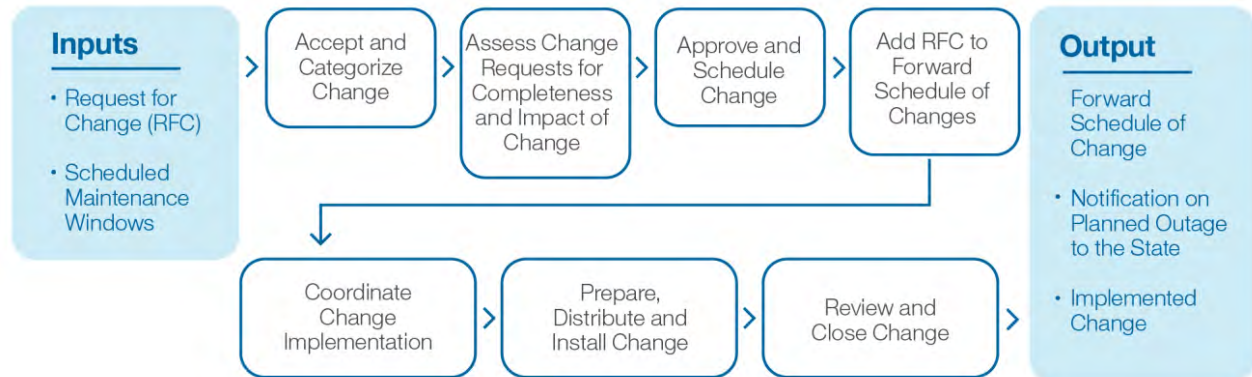 Inputs
• Request for
Change (RFC)
• Scheduled
Maintenance
Windows
Accept and
Categorize
Change
Assess Change
Requests for
Completeness
and Impact of
Change
Approve and
Schedule
Change
Add RFC to
Forward
Schedule of
Changes
Coordinate
Change
Implementation
Prepare,
Distribute and
Install Change
Review and
Close Change
Output
Forward
Schedule of
Change
• Notification on
Planned Outage
to the State
• Implemented
Change